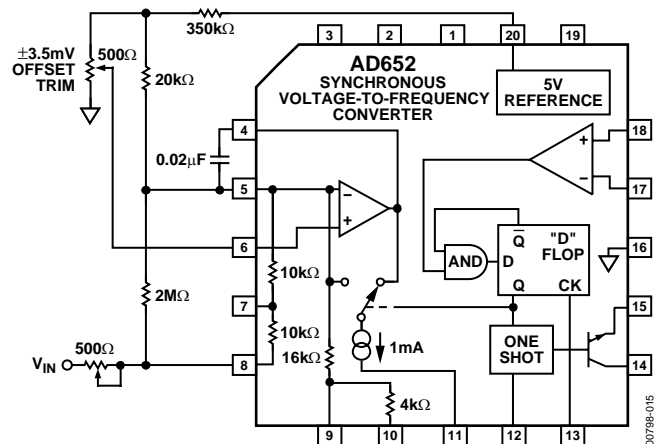 350kΩ
3
2
1
20
19
±3.5mV
OFFSET
TRIM
500Ω
20kΩ
AD652
SYNCHRONOUS
VOLTAGE-TO-FREQUENCY
CONVERTER
5V
REFERENCE
4
0.02µF
5
6
7
8
+
–
18
17
16
15
14
–
+
AND
Q
"D"
FLOP
D
Q
CK
10kΩ
10kΩ
16kΩ
4kΩ
1mA
ONE
SHOT
2MΩ
VIN
500Ω
9
10
11
12
13
00798-015